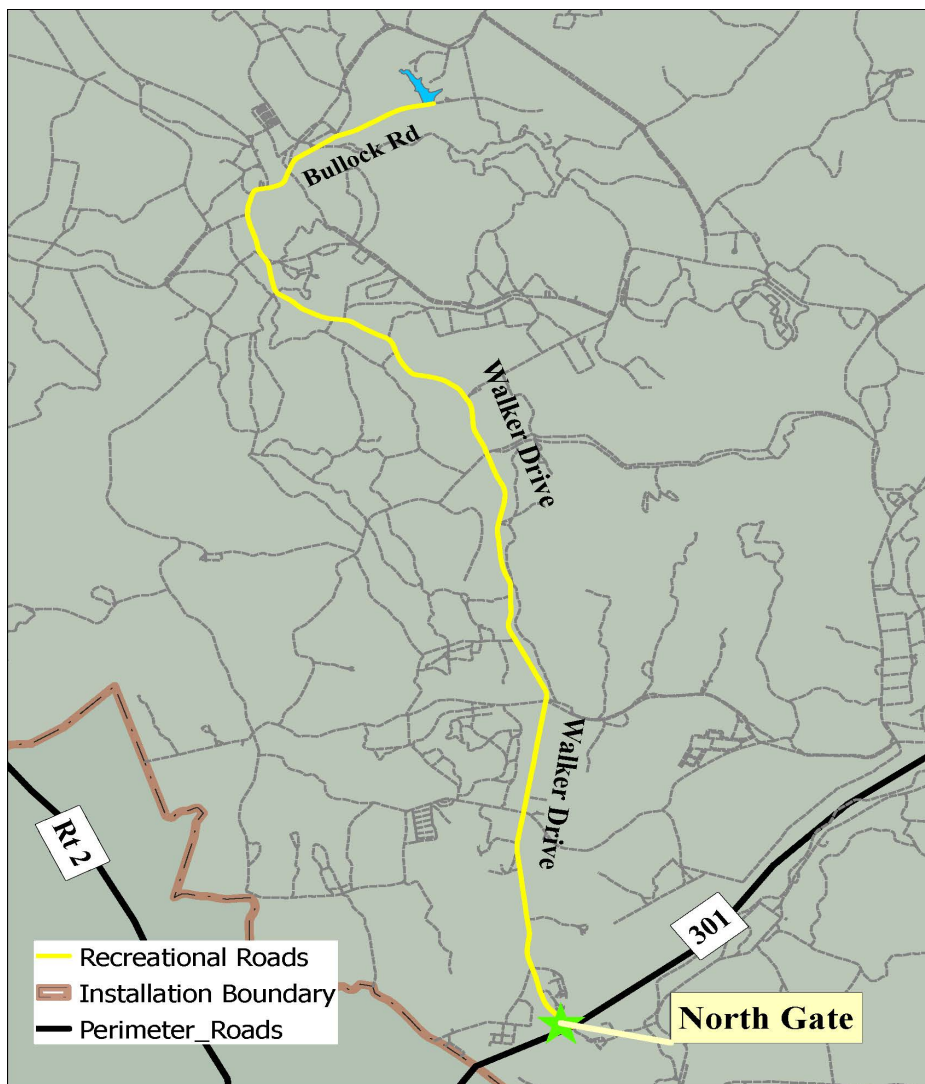 Bullock Rd
Walker Drive
Walker Drive
Rt 2
301
North Gate
Recreational Roads
Installation Boundary
Perimeter_Roads